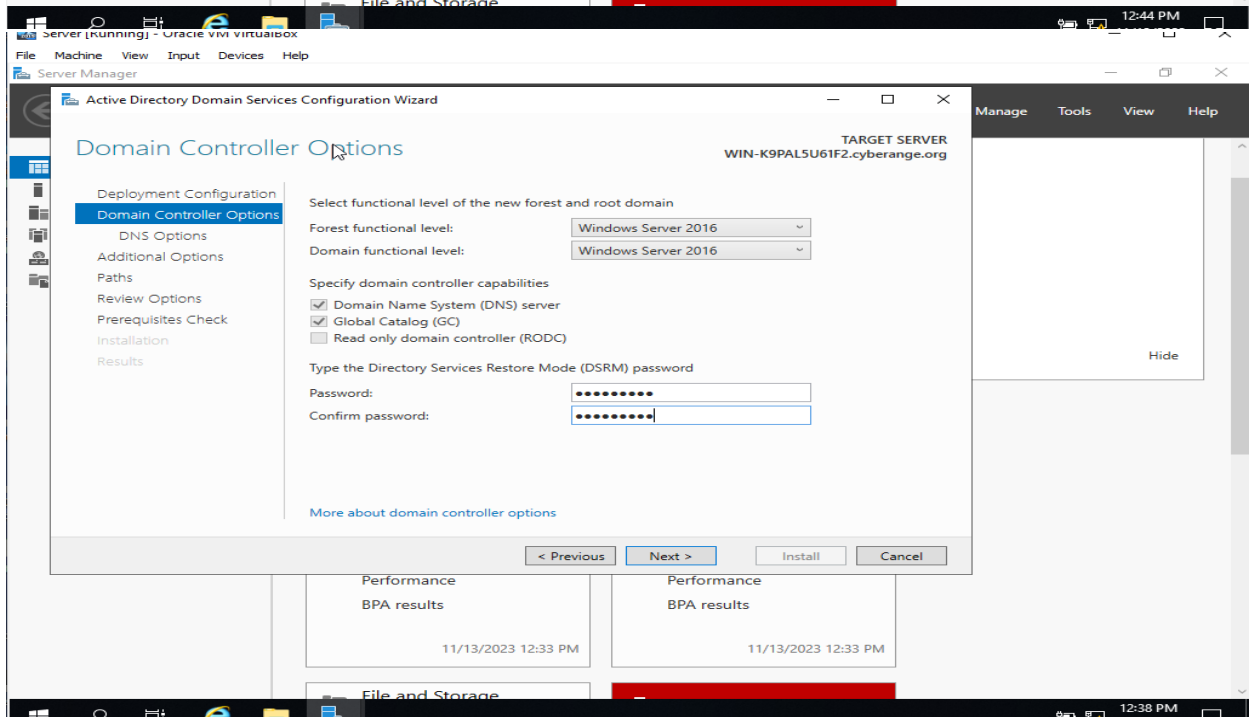 File and Storage
12:44 PM
Server [Running] - Oracle VM VirtualBox
File Machine View Input Devices Help
Server Manager
Manage Tools View Help
Active Directory Domain Services Configuration Wizard
Domain Controller Options
TARGET SERVER
WIN-K9PAL5U61F2.cyberange.org
Deployment Configuration
Domain Controller Options
DNS Options
Additional Options
Paths
Review Options
Prerequisites Check
Installation
Results
Select functional level of the new forest and root domain
Forest functional level: Windows Server 2016
Domain functional level: Windows Server 2016
Specify domain controller capabilities
Domain Name System (DNS) server
Global Catalog (GC)
Read only domain controller (RODC)
Type the Directory Services Restore Mode (DSRM) password
Password: •••••••••
Confirm password: •••••••••
More about domain controller options
< Previous Next > Install Cancel
Hide
Performance
BPA results
11/13/2023 12:33 PM
Performance
BPA results
11/13/2023 12:33 PM
File and Storage
12:38 PM